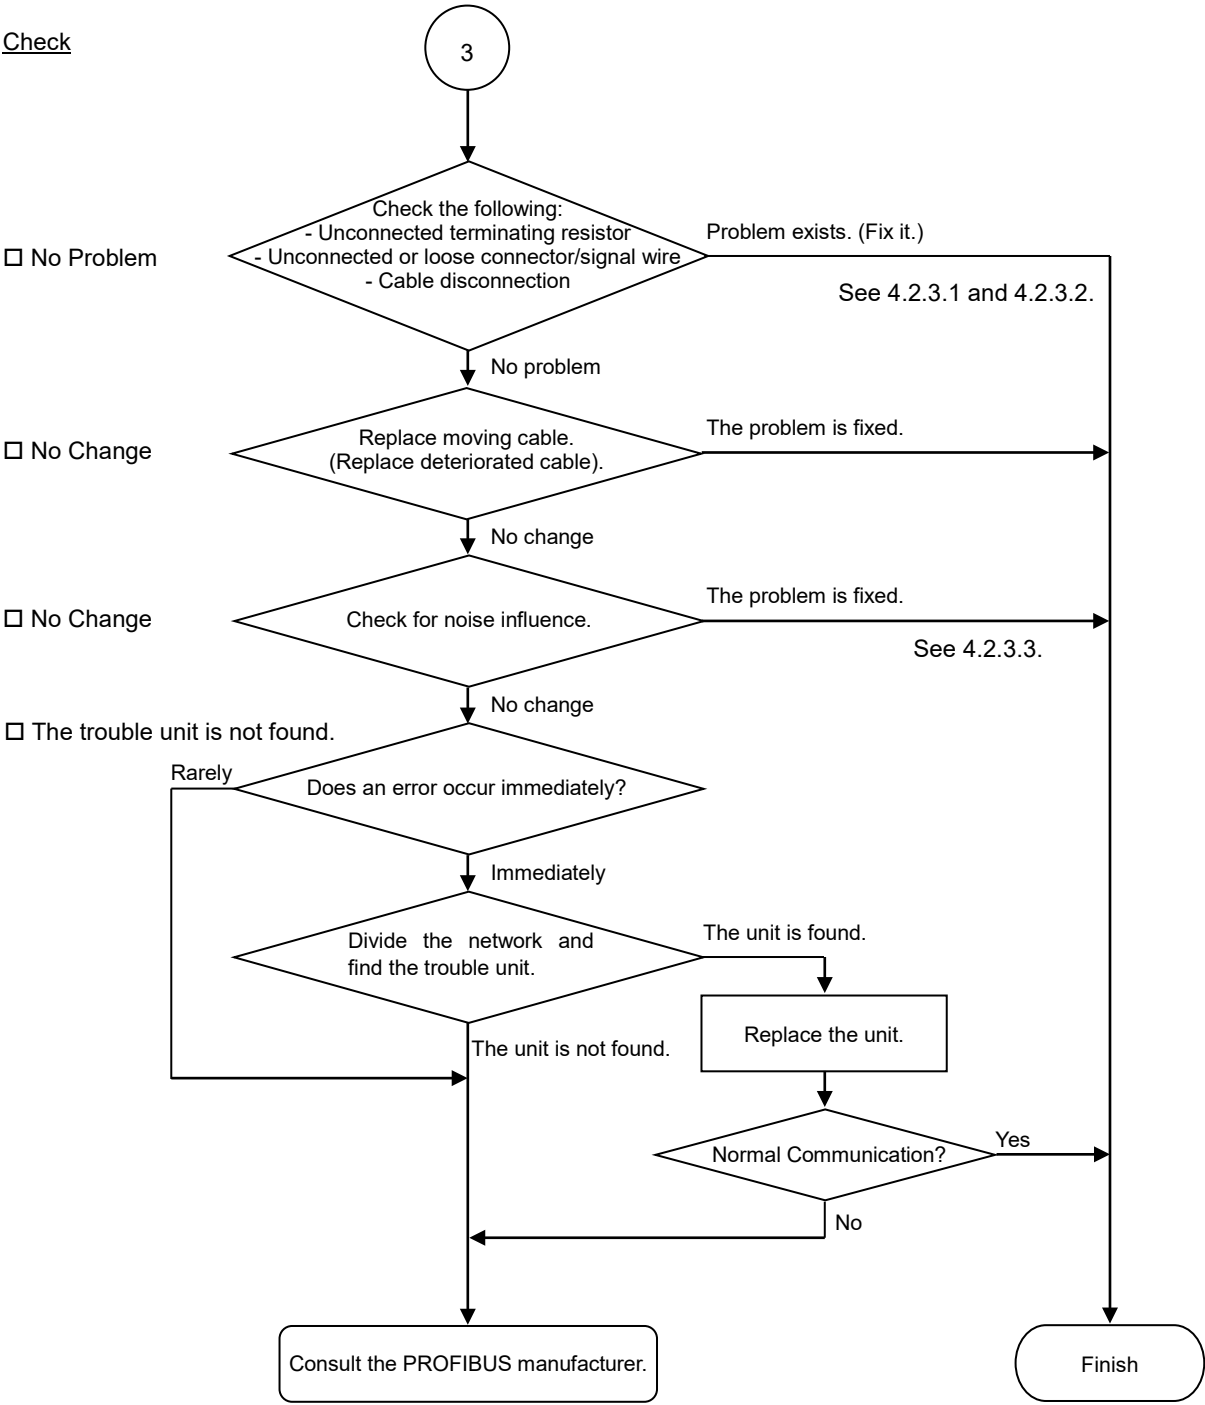 Check
3
Check the following:
- Unconnected terminating resistor
- Unconnected or loose connector/signal wire
- Cable disconnection
Problem exists. (Fix it.)
□ No Problem
See 4.2.3.1 and 4.2.3.2.
No problem
□ No Change
Replace moving cable.
(Replace deteriorated cable).
The problem is fixed.
No change
□ No Change
Check for noise influence.
The problem is fixed.
See 4.2.3.3.
No change
□ The trouble unit is not found.
Rarely
Does an error occur immediately?
Immediately
Divide the network and
find the trouble unit.
The unit is found.
Replace the unit.
The unit is not found.
Normal Communication?
Yes
No
Consult the PROFIBUS manufacturer.
Finish